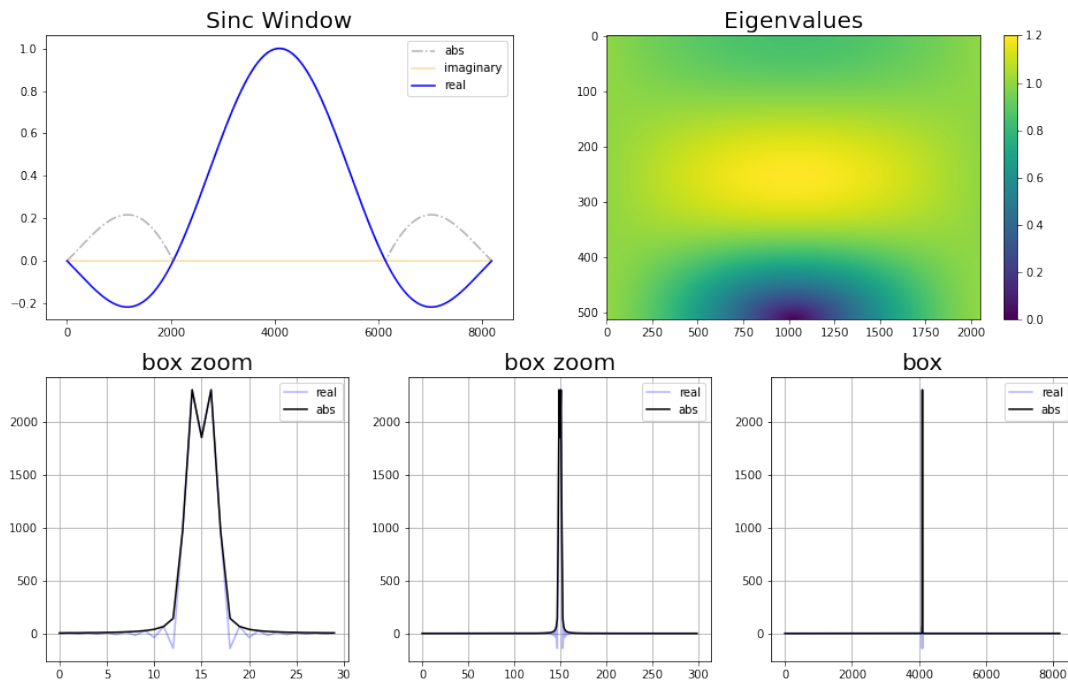 Sinc Window
1.0
0.8
0.6
0.4
0.2
0.0
−0.2
0 2000 4000 6000 8000
abs
imaginary
real
Eigenvalues
0
100
200
300
400
500
0 250 500 750 1000 1250 1500 1750 2000
1.2
1.0
0.8
0.6
0.4
0.2
0.0
box zoom
2000
1500
1000
500
0
0 5 10 15 20 25 30
real
abs
box zoom
2000
1500
1000
500
0
0 50 100 150 200 250 300
real
abs
box
2000
1500
1000
500
0
0 2000 4000 6000 8000
real
abs